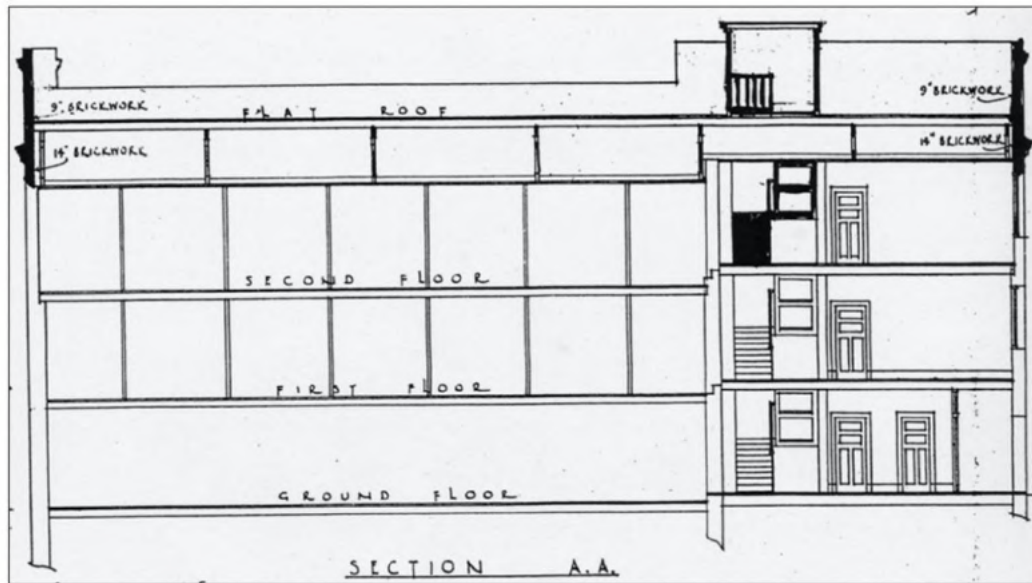 9" BRICKWORK
9" BRICKWORK
FLAT ROOF
14" BRICKWORK
14" BRICKWORK
SECOND FLOOR
FIRST FLOOR
GROUND FLOOR
SECTION A.A.